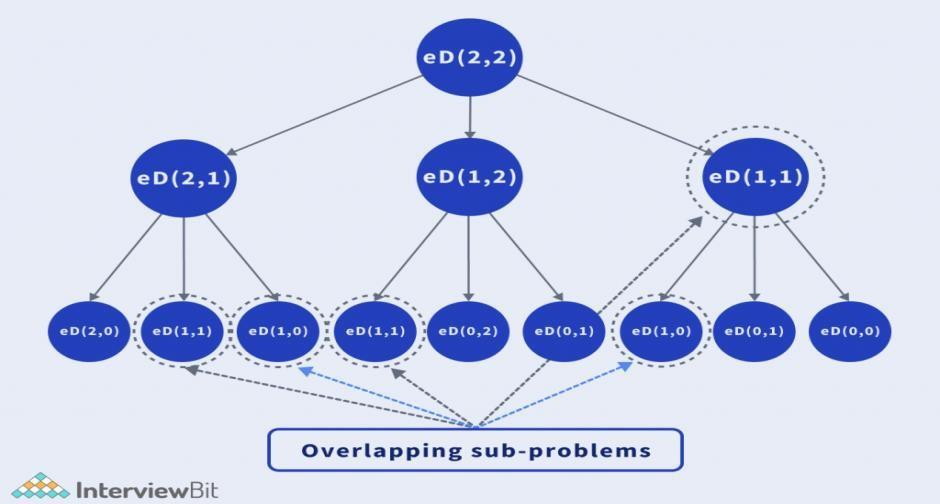 eD(2,2)
eD(2,1) eD(1,2) eD(1,1)
eD(2,0) eD(1,1) eD(1,0) eD(1,1) eD(0,2) eD(0,1) eD(1,0) eD(0,1) eD(0,0)
Overlapping sub-problems
InterviewBit